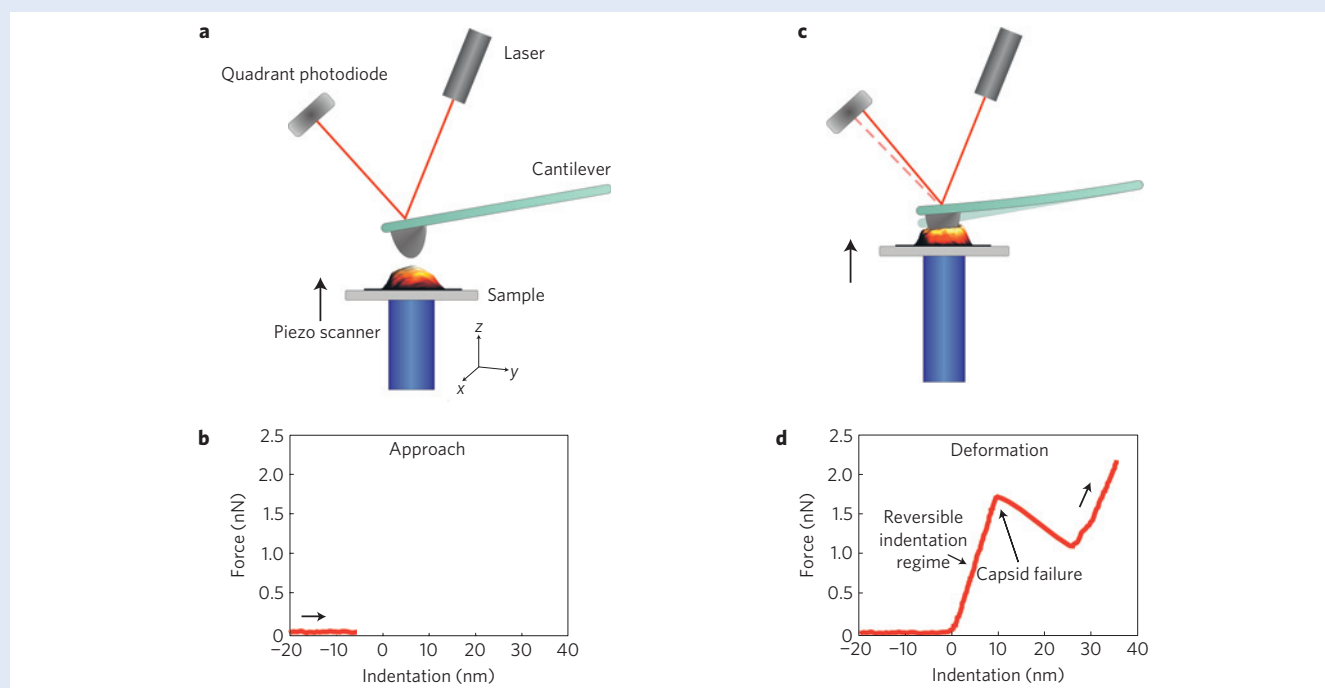 a
Laser
Quadrant photodiode
Cantilever
Sample
Piezo scanner
z
y
x
c
b
2.5
2.0
1.5
1.0
0.5
0
Force (nN)
Approach
−20 −10 0 10 20 30 40
Indentation (nm)
d
2.5
2.0
1.5
1.0
0.5
0
Force (nN)
Deformation
Reversible
indentation
regime
Capsid failure
−20 −10 0 10 20 30 40
Indentation (nm)